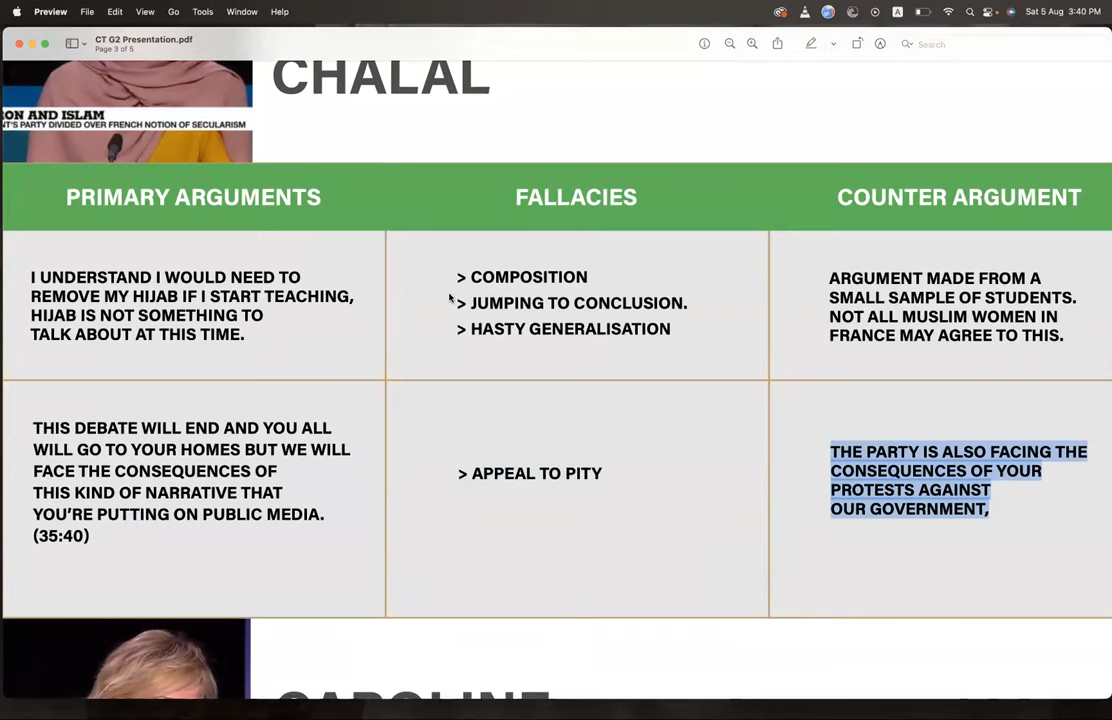 Preview File Edit View Go Tools Window Help
A
Sat 5 Aug 3:40 PM
CT G2 Presentation.pdf
Page 3 of 5
Search
CHALAL
ON AND ISLAM
NT'S PARTY DIVIDED OVER FRENCH NOTION OF SECULARISM
PRIMARY ARGUMENTS
FALLACIES
COUNTER ARGUMENT
I UNDERSTAND I WOULD NEED TO
REMOVE MY HIJAB IF I START TEACHING,
HIJAB IS NOT SOMETHING TO
TALK ABOUT AT THIS TIME.
> COMPOSITION
> JUMPING TO CONCLUSION.
> HASTY GENERALISATION
ARGUMENT MADE FROM A
SMALL SAMPLE OF STUDENTS.
NOT ALL MUSLIM WOMEN IN
FRANCE MAY AGREE TO THIS.
THIS DEBATE WILL END AND YOU ALL
WILL GO TO YOUR HOMES BUT WE WILL
FACE THE CONSEQUENCES OF
THIS KIND OF NARRATIVE THAT
YOU'RE PUTTING ON PUBLIC MEDIA.
(35:40)
> APPEAL TO PITY
THE PARTY IS ALSO FACING THE
CONSEQUENCES OF YOUR
PROTESTS AGAINST
OUR GOVERNMENT,
CAROLINE